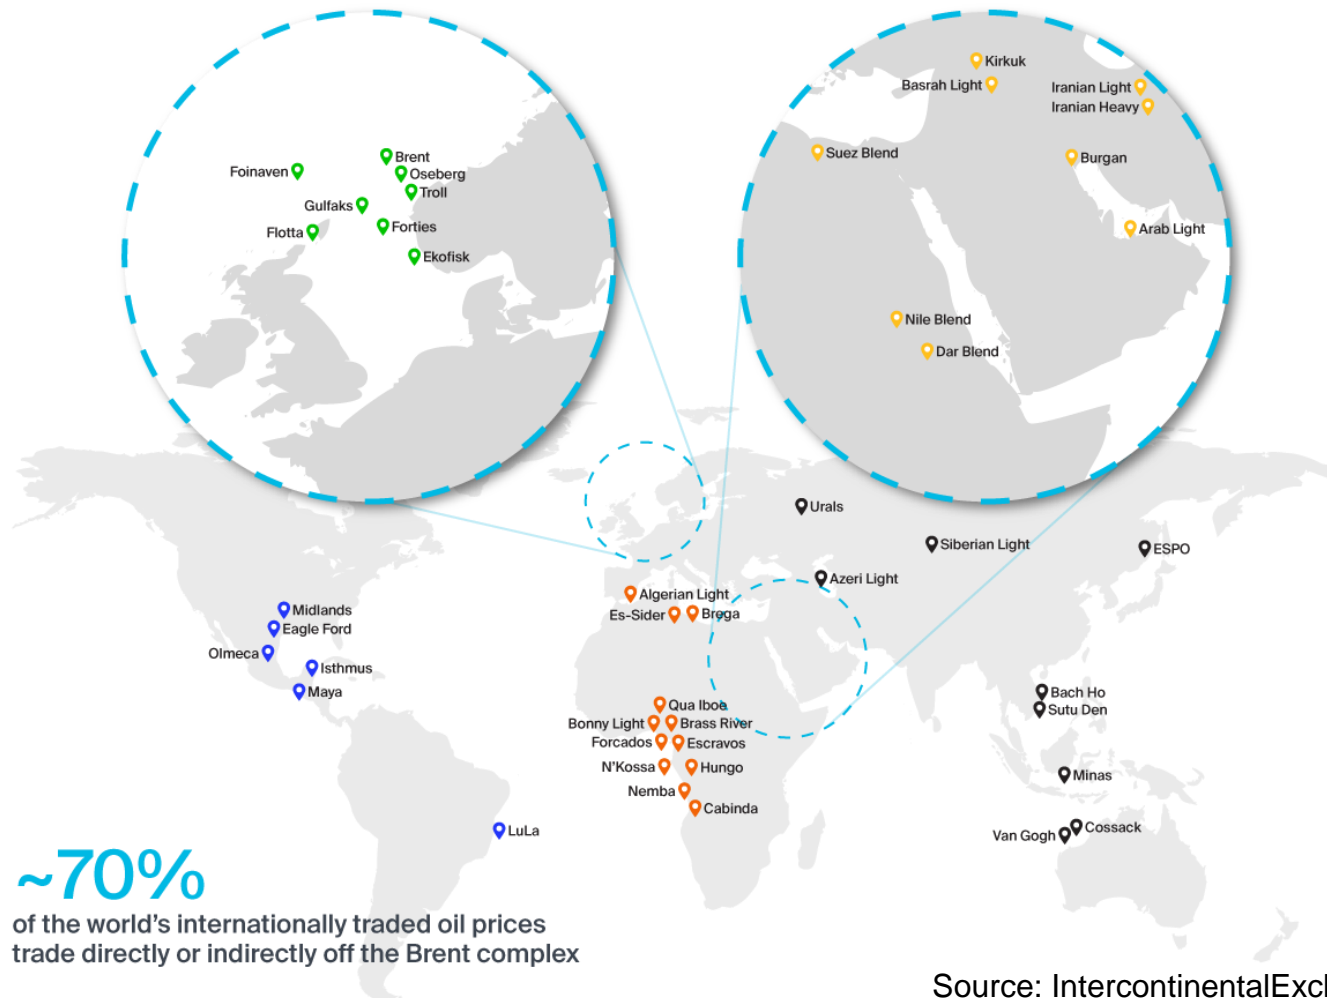 Kirkuk
Basrah Light
Iranian Light
Iranian Heavy
Suez Blend
Burgan
Arab Light
Nile Blend
Dar Blend
Brent
Foinaven
Oseberg
Troll
Gulfaks
Forties
Flotta
Ekofisk
Urals
Siberian Light
ESPO
Azeri Light
Algerian Light
Es-Sider
Brega
Midlands
Eagle Ford
Olmeca
Isthmus
Maya
Qua Iboe
Bonny Light
Brass River
Forcados
Escravos
N'Kossa
Hungo
Nemba
Cabinda
Bach Ho
Sutu Den
Minas
Cossack
Van Gogh
LuLa
~70%
of the world's internationally traded oil prices
trade directly or indirectly off the Brent complex
Source: IntercontinentalExcl